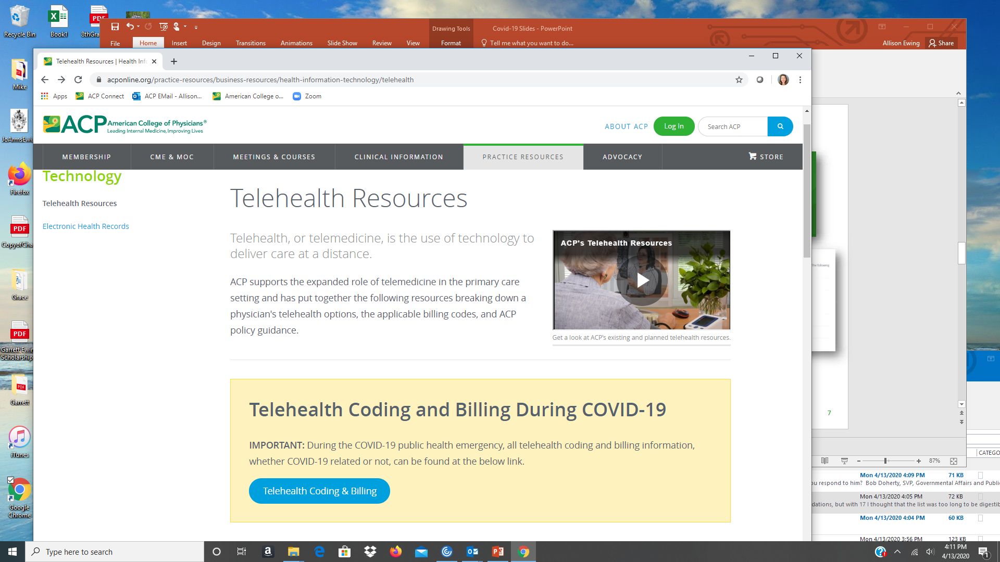 Recycle Bin
Book1
8thGra
Mike
JoArmsEwi...
Firefox
CopyofCha
Grace
Garrett Ewin
Scholarship
Garrett
iTunes
Google
Chrome
Drawing Tools
Covid-19 Slides - PowerPoint
File
Home
Insert
Design
Transitions
Animations
Slide Show
Review
View
Format
Tell me what you want to do...
Allison Ewing
Share
Telehealth Resources | Health Info
acponline.org/practice-resources/business-resources/health-information-technology/telehealth
Apps
ACP Connect
ACP EMail - Allison...
American College o...
Zoom
ACP American College of Physicians®
Leading Internal Medicine, Improving Lives
ABOUT ACP
Log In
Search ACP
MEMBERSHIP
CME & MOC
MEETINGS & COURSES
CLINICAL INFORMATION
PRACTICE RESOURCES
ADVOCACY
STORE
Technology
Telehealth Resources
Electronic Health Records
Telehealth Resources
Telehealth, or telemedicine, is the use of technology to
deliver care at a distance.
ACP supports the expanded role of telemedicine in the primary care
setting and has put together the following resources breaking down a
physician's telehealth options, the applicable billing codes, and ACP
policy guidance.
ACP's Telehealth Resources
Get a look at ACP's existing and planned telehealth resources.
Telehealth Coding and Billing During COVID-19
IMPORTANT: During the COVID-19 public health emergency, all telehealth coding and billing information,
whether COVID-19 related or not, can be found at the below link.
Telehealth Coding & Billing
The following
7
87%
CATEGO
Mon 4/13/2020 4:09 PM 71 KB
ou respond to him? Bob Doherty, SVP, Governmental Affairs and Public
Mon 4/13/2020 4:05 PM 72 KB
dations, but with 17 I thought that the list was too long to be digestib
Mon 4/13/2020 4:04 PM 60 KB
Mon 4/13/2020 3:56 PM 123 KB
Type here to search
4:11 PM
4/13/2020
1